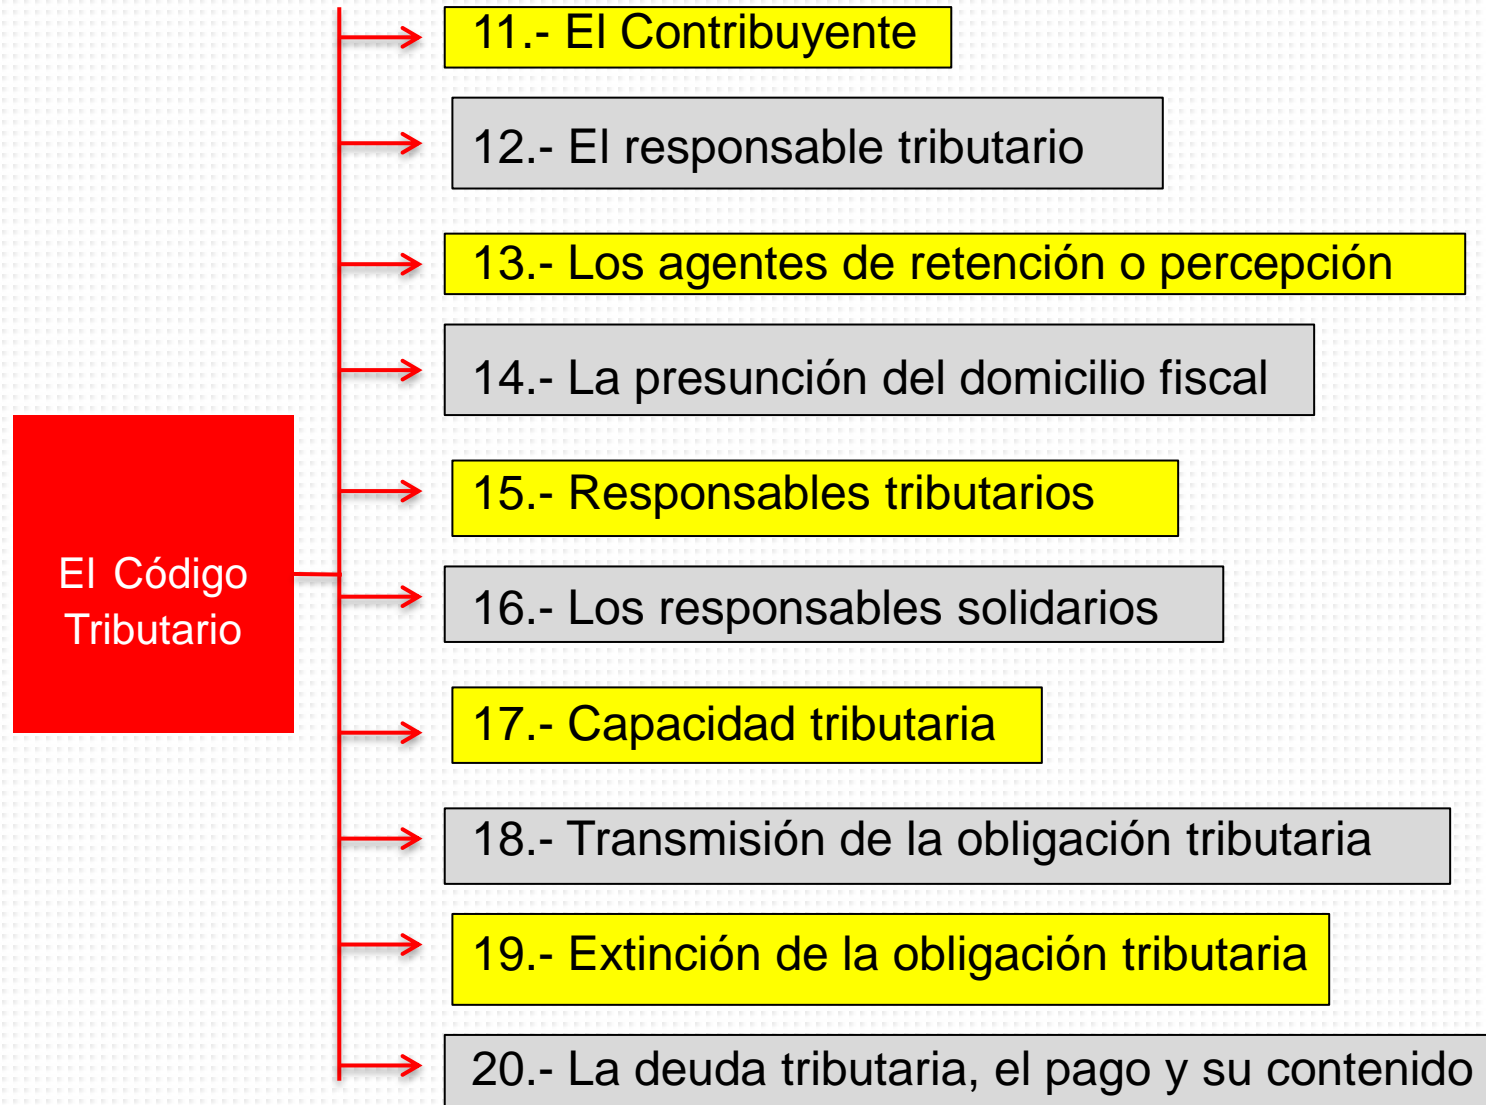 11.- El Contribuyente
12.- El responsable tributario
13.- Los agentes de retención o percepción
14.- La presunción del domicilio fiscal
15.- Responsables tributarios
El Código
Tributario
16.- Los responsables solidarios
17.- Capacidad tributaria
18.- Transmisión de la obligación tributaria
19.- Extinción de la obligación tributaria
20.- La deuda tributaria, el pago y su contenido